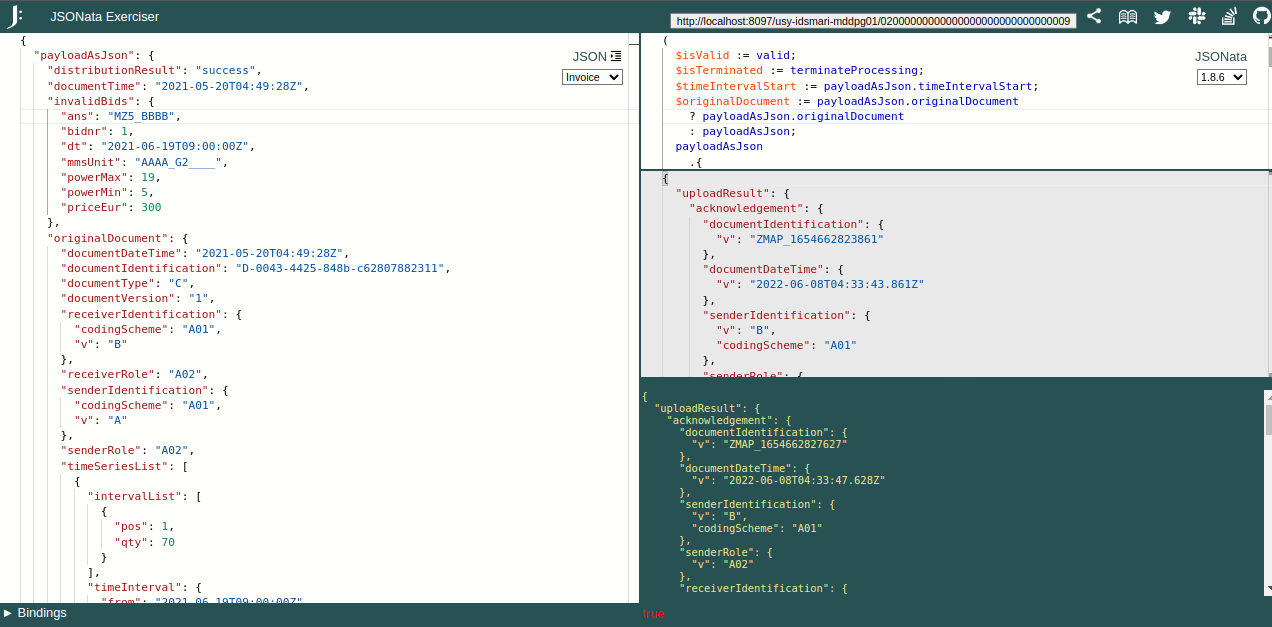 JSONata Exerciser
http://localhost:8097/usy-idsmari-mddpg01/0200000000000000000000000000009
{
"payloadAsJson": {
"distributionResult": "success",
"documentTime": "2021-05-20T04:49:28Z",
"invalidBids": {
"ans": "MZ5_BBBB",
"bidnr": 1,
"dt": "2021-06-19T09:00:00Z",
"mmsUnit": "AAAA_G2____",
"powerMax": 19,
"powerMin": 5,
"priceEur": 300
},
"originalDocument": {
"documentDateTime": "2021-05-20T04:49:28Z",
"documentIdentification": "D-0043-4425-848b-c62807882311",
"documentType": "C",
"documentVersion": "1",
"receiverIdentification": {
"codingScheme": "A01",
"v": "B"
},
"receiverRole": "A02",
"senderIdentification": {
"codingScheme": "A01",
"v": "A"
},
"senderRole": "A02",
"timeSeriesList": [
{
"intervalList": [
{
"pos": 1,
"qty": 70
}
],
"timeInterval": {
"from": "2021-06-19T09:00:00Z"
JSON
Invoice
(
$isValid := valid;
$isTerminated := terminateProcessing;
$timeIntervalStart := payloadAsJson.timeIntervalStart;
$originalDocument := payloadAsJson.originalDocument
? payloadAsJson.originalDocument
: payloadAsJson;
payloadAsJson
.{
JSONata
1.8.6
{
"uploadResult": {
"acknowledgement": {
"documentIdentification": {
"v": "ZMAP_1654662823861"
},
"documentDateTime": {
"v": "2022-06-08T04:33:43.861Z"
},
"senderIdentification": {
"v": "B",
"codingScheme": "A01"
},
"senderRole": {
{
"uploadResult": {
"acknowledgement": {
"documentIdentification": {
"v": "ZMAP_1654662827627"
},
"documentDateTime": {
"v": "2022-06-08T04:33:47.628Z"
},
"senderIdentification": {
"v": "B",
"codingScheme": "A01"
},
"senderRole": {
"v": "A02"
},
"receiverIdentification": {
Bindings
true